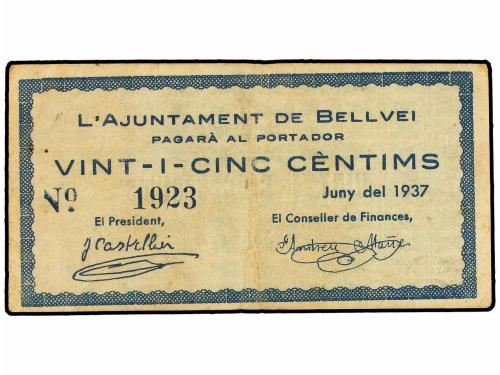 L'AJUNTAMENT DE BELLVEI
PAGARÀ AL PORTADOR
VINT-I-CINC CÈNTIMS
Nº 1923 Juny del 1937
El President, El Conseller de Finances,